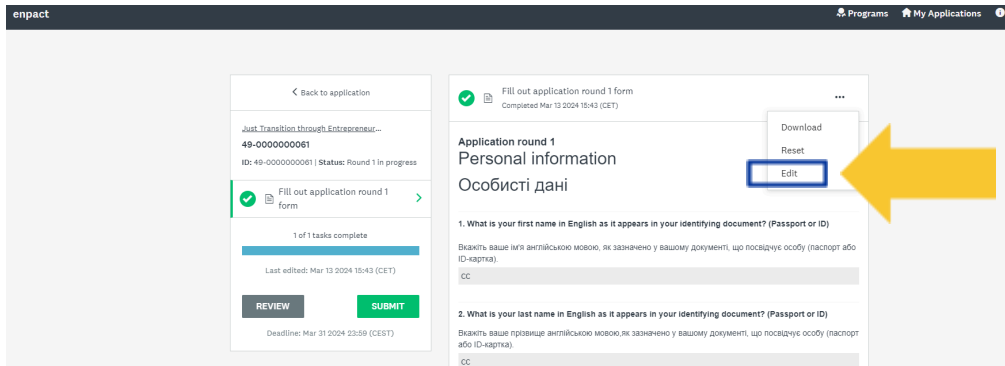 enpact
Programs
My Applications
Back to application
Just Transition through Entrepreneur...
49-0000000061
ID: 49-0000000061 | Status: Round 1 in progress
Fill out application round 1
form
1 of 1 tasks complete
Last edited: Mar 13 2024 15:43 (CET)
REVIEW
SUBMIT
Deadline: Mar 31 2024 23:59 (CEST)
Fill out application round 1 form
Completed Mar 13 2024 15:43 (CET)
...
Download
Reset
Edit
Application round 1
Personal information
Особисті дані
1. What is your first name in English as it appears in your identifying document? (Passport or ID)
Вкажіть ваше ім'я англійською мовою, як зазначено у вашому документі, що посвідчує особу (паспорт або
ID-картка).
cc
2. What is your last name in English as it appears in your identifying document? (Passport or ID)
Вкажіть ваше прізвище англійською мовою,як зазначено у вашому документі, що посвідчує особу (паспорт
або ID-картка).
cc